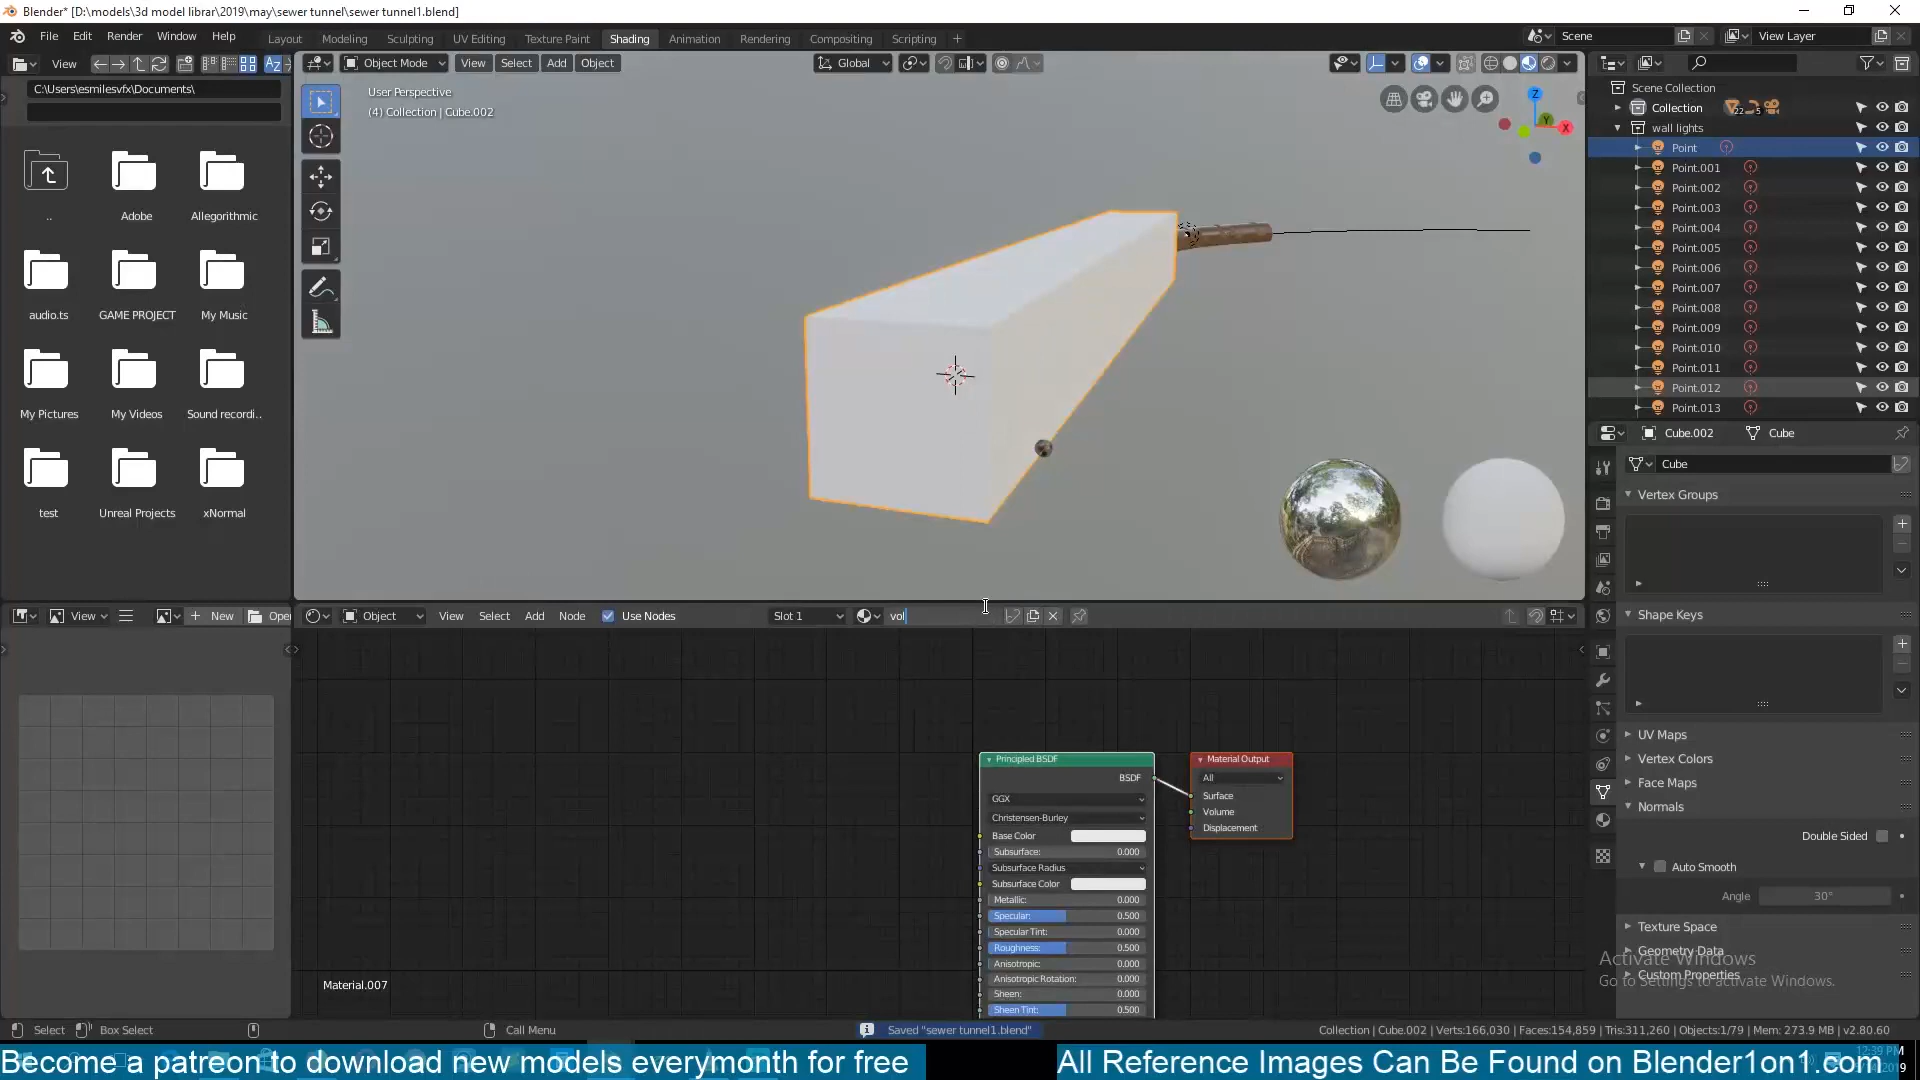 Blender* [D:\models\3d model librar\2019\may\sewer tunnel\sewer tunnel1.blend]
File Edit Render Window Help
Layout Modeling Sculpting UV Editing Texture Paint Shading Animation Rendering Compositing Scripting +
Scene View Layer
View
Object Mode View Select Add Object Global
C:\Users\esmilesvfx\Documents\
User Perspective
(4) Collection | Cube.002
.. Adobe Allegorithmic
audio.ts GAME PROJECT My Music
My Pictures My Videos Sound recordi..
test Unreal Projects xNormal
Z
Y
X
Scene Collection
Collection 22 5
wall lights
Point
Point.001
Point.002
Point.003
Point.004
Point.005
Point.006
Point.007
Point.008
Point.009
Point.010
Point.011
Point.012
Point.013
Cube.002 Cube
Cube
Vertex Groups
Shape Keys
UV Maps
Vertex Colors
Face Maps
Normals
Double Sided
Auto Smooth
Angle 30°
Texture Space
Geometry Data
Custom Properties
Activate Windows
Go to Settings to activate Windows.
View New Open
Object View Select Add Node Use Nodes Slot 1 vol
Principled BSDF
BSDF
GGX
Christensen-Burley
Base Color
Subsurface: 0.000
Subsurface Radius
Subsurface Color
Metallic: 0.000
Specular: 0.500
Specular Tint: 0.000
Roughness: 0.500
Anisotropic: 0.000
Anisotropic Rotation: 0.000
Sheen: 0.000
Sheen Tint: 0.500
Material Output
All
Surface
Volume
Displacement
Material.007
Select Box Select Call Menu Saved "sewer tunnel1.blend" Collection | Cube.002 | Verts:166,030 | Faces:154,859 | Tris:311,260 | Objects:1/79 | Mem: 273.9 MB | v2.80.60
Become a patreon to download new models everymonth for free
All Reference Images Can Be Found on Blender1on1.com
12:39 PM